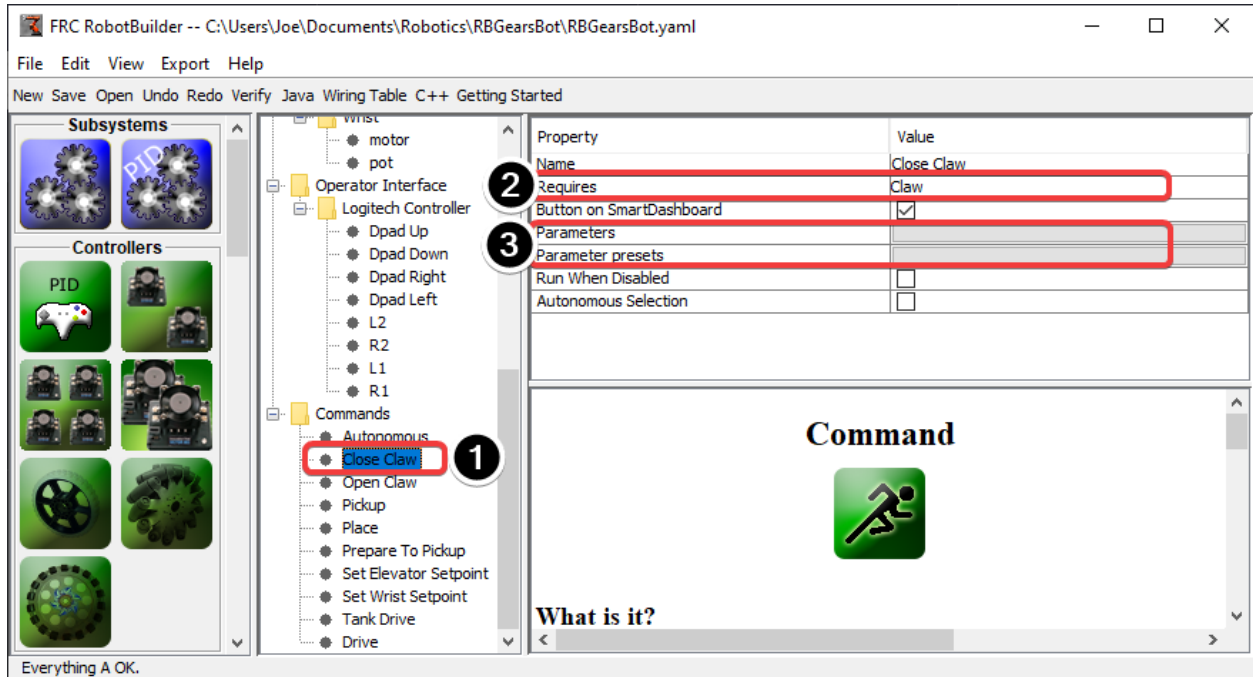 FRC RobotBuilder -- C:\Users\Joe\Documents\Robotics\RBGearsBot\RBGearsBot.yaml
File Edit View Export Help
New Save Open Undo Redo Verify Java Wiring Table C++ Getting Started
Subsystems
PID
Controllers
PID
Wrist
motor
pot
Operator Interface
Logitech Controller
Dpad Up
Dpad Down
Dpad Right
Dpad Left
L2
R2
L1
R1
Commands
Autonomous
Close Claw
1
Open Claw
Pickup
Place
Prepare To Pickup
Set Elevator Setpoint
Set Wrist Setpoint
Tank Drive
Drive
Property Value
Name Close Claw
2
Requires Claw
Button on SmartDashboard
3
Parameters
Parameter presets
Run When Disabled
Autonomous Selection
Command
What is it?
Everything A OK.